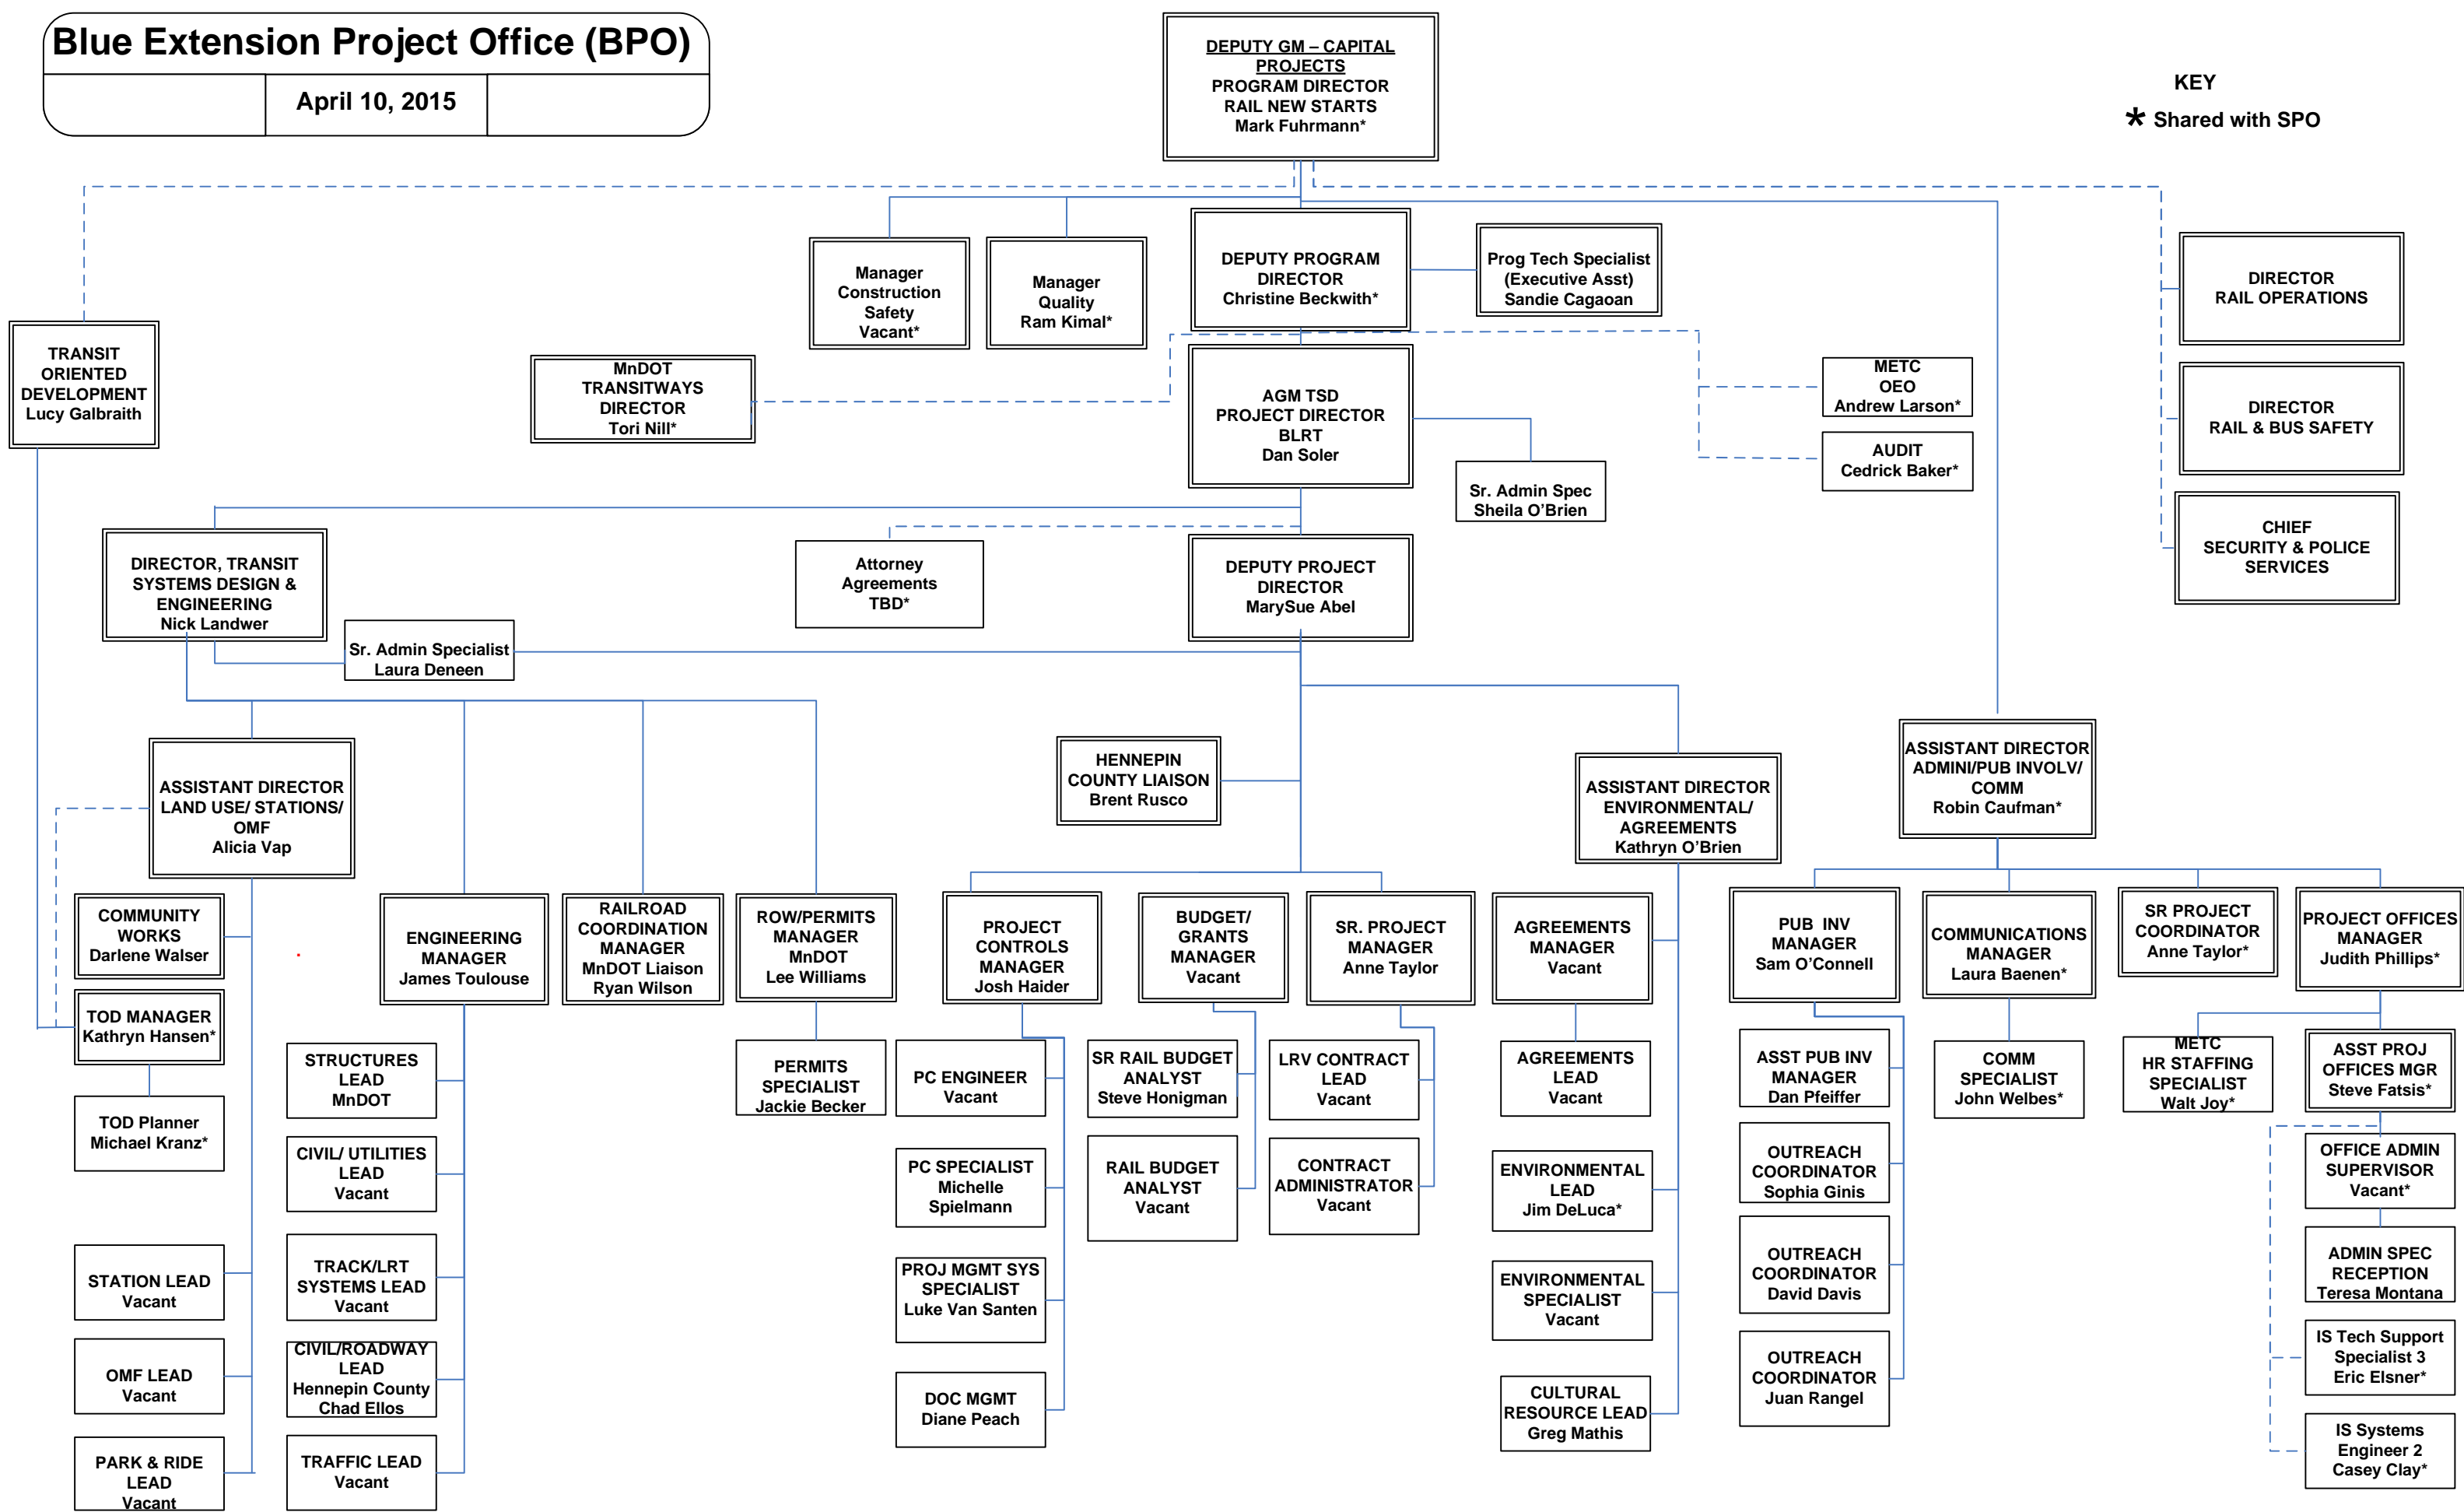 Blue Extension Project Office (BPO)
April 10, 2015
DEPUTY GM – CAPITAL
PROJECTS
PROGRAM DIRECTOR
RAIL NEW STARTS
Mark Fuhrmann*
KEY
* Shared with SPO
Manager
Construction
Safety
Vacant*
Manager
Quality
Ram Kimal*
DEPUTY PROGRAM
DIRECTOR
Christine Beckwith*
Prog Tech Specialist
(Executive Asst)
Sandie Cagaoan
DIRECTOR
RAIL OPERATIONS
TRANSIT
ORIENTED
DEVELOPMENT
Lucy Galbraith
MnDOT
TRANSITWAYS
DIRECTOR
Tori Nill*
AGM TSD
PROJECT DIRECTOR
BLRT
Dan Soler
METC
OEO
Andrew Larson*
AUDIT
Cedrick Baker*
DIRECTOR
RAIL & BUS SAFETY
Sr. Admin Spec
Sheila O’Brien
CHIEF
SECURITY & POLICE
SERVICES
DIRECTOR, TRANSIT
SYSTEMS DESIGN &
ENGINEERING
Nick Landwer
Attorney
Agreements
TBD*
DEPUTY PROJECT
DIRECTOR
MarySue Abel
Sr. Admin Specialist
Laura Deneen
ASSISTANT DIRECTOR
LAND USE/ STATIONS/
OMF
Alicia Vap
HENNEPIN
COUNTY LIAISON
Brent Rusco
ASSISTANT DIRECTOR
ENVIRONMENTAL/
AGREEMENTS
Kathryn O’Brien
ASSISTANT DIRECTOR
ADMINI/PUB INVOLV/
COMM
Robin Caufman*
COMMUNITY
WORKS
Darlene Walser
ENGINEERING
MANAGER
James Toulouse
RAILROAD
COORDINATION
MANAGER
MnDOT Liaison
Ryan Wilson
ROW/PERMITS
MANAGER
MnDOT
Lee Williams
PROJECT
CONTROLS
MANAGER
Josh Haider
BUDGET/
GRANTS
MANAGER
Vacant
SR. PROJECT
MANAGER
Anne Taylor
AGREEMENTS
MANAGER
Vacant
PUB INV
MANAGER
Sam O’Connell
COMMUNICATIONS
MANAGER
Laura Baenen*
SR PROJECT
COORDINATOR
Anne Taylor*
PROJECT OFFICES
MANAGER
Judith Phillips*
TOD MANAGER
Kathryn Hansen*
TOD Planner
Michael Kranz*
STATION LEAD
Vacant
OMF LEAD
Vacant
PARK & RIDE
LEAD
Vacant
STRUCTURES
LEAD
MnDOT
CIVIL/ UTILITIES
LEAD
Vacant
TRACK/LRT
SYSTEMS LEAD
Vacant
CIVIL/ROADWAY
LEAD
Hennepin County
Chad Ellos
TRAFFIC LEAD
Vacant
PERMITS
SPECIALIST
Jackie Becker
PC ENGINEER
Vacant
PC SPECIALIST
Michelle
Spielmann
PROJ MGMT SYS
SPECIALIST
Luke Van Santen
DOC MGMT
Diane Peach
SR RAIL BUDGET
ANALYST
Steve Honigman
RAIL BUDGET
ANALYST
Vacant
LRV CONTRACT
LEAD
Vacant
CONTRACT
ADMINISTRATOR
Vacant
AGREEMENTS
LEAD
Vacant
ENVIRONMENTAL
LEAD
Jim DeLuca*
ENVIRONMENTAL
SPECIALIST
Vacant
CULTURAL
RESOURCE LEAD
Greg Mathis
ASST PUB INV
MANAGER
Dan Pfeiffer
OUTREACH
COORDINATOR
Sophia Ginis
OUTREACH
COORDINATOR
David Davis
OUTREACH
COORDINATOR
Juan Rangel
COMM
SPECIALIST
John Welbes*
METC
HR STAFFING
SPECIALIST
Walt Joy*
ASST PROJ
OFFICES MGR
Steve Fatsis*
OFFICE ADMIN
SUPERVISOR
Vacant*
ADMIN SPEC
RECEPTION
Teresa Montana
IS Tech Support
Specialist 3
Eric Elsner*
IS Systems
Engineer 2
Casey Clay*